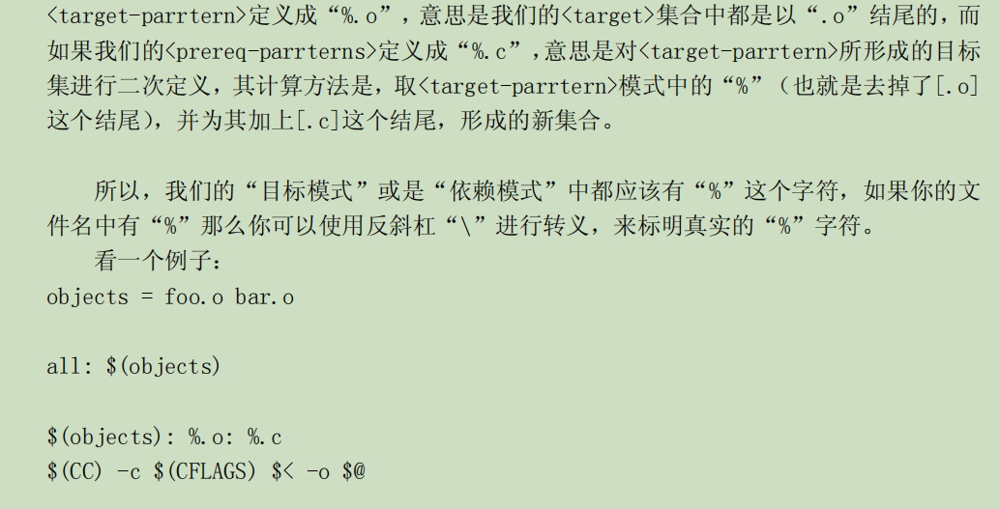 <target-parrtern>定义成“%.o”，意思是我们的<target>集合中都是以“.o”结尾的，而
如果我们的<prereq-parrterns>定义成“%.c”，意思是对<target-parrtern>所形成的目标
集进行二次定义，其计算方法是，取<target-parrtern>模式中的“%”（也就是去掉了[.o]
这个结尾），并为其加上[.c]这个结尾，形成的新集合。
所以，我们的“目标模式”或是“依赖模式”中都应该有“%”这个字符，如果你的文
件名中有“%”那么你可以使用反斜杠“\”进行转义，来标明真实的“%”字符。
看一个例子：
objects = foo.o bar.o
all: $(objects)
$(objects): %.o: %.c
$(CC) -c $(CFLAGS) $< -o $@